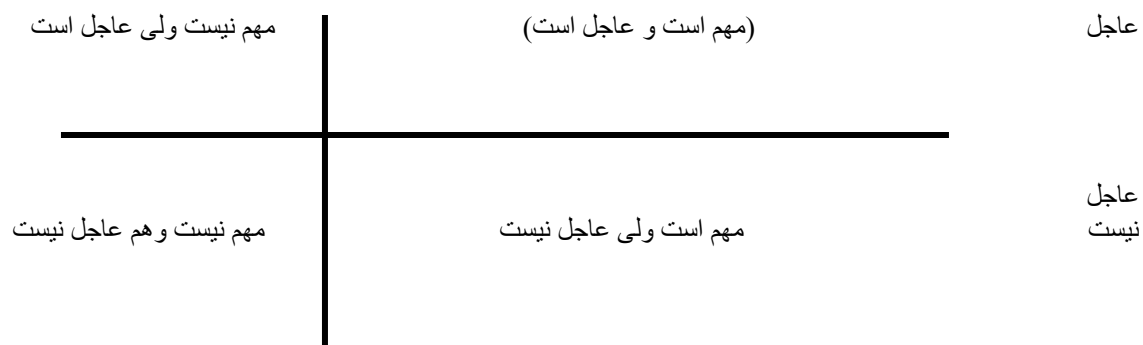 عاجل
(مهم است و عاجل است)
مهم نیست ولی عاجل است
عاجل
نیست
مهم است ولی عاجل نیست
مهم نیست وهم عاجل نیست